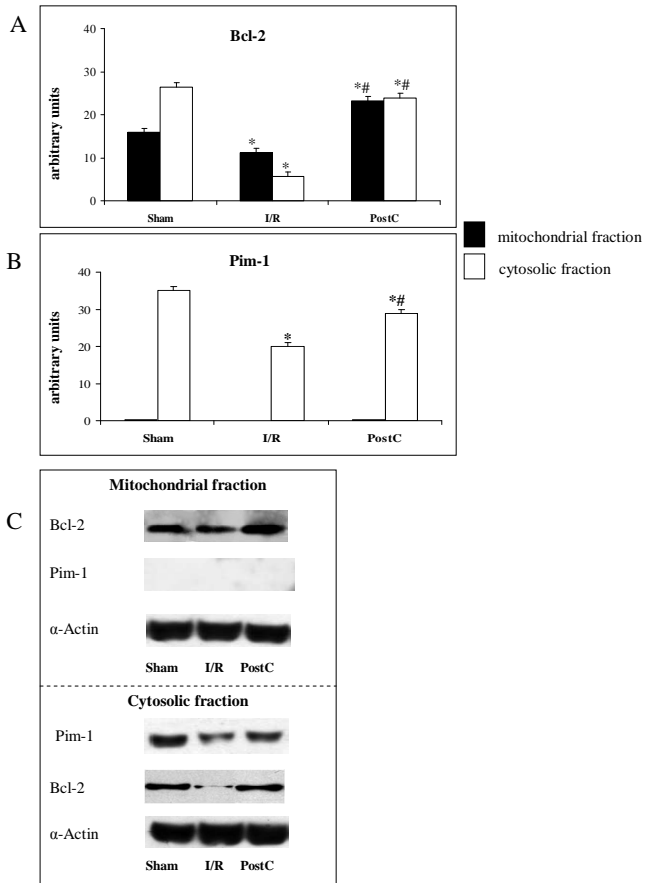 A
Bcl-2
arbitrary units
40
30
20
10
0
*
*
*#
*#
Sham I/R PostC
mitochondrial fraction
cytosolic fraction
B
Pim-1
arbitrary units
40
30
20
10
0
*
*#
Sham I/R PostC
C
Mitochondrial fraction
Bcl-2
Pim-1
α-Actin
Sham I/R PostC
Cytosolic fraction
Pim-1
Bcl-2
α-Actin
Sham I/R PostC